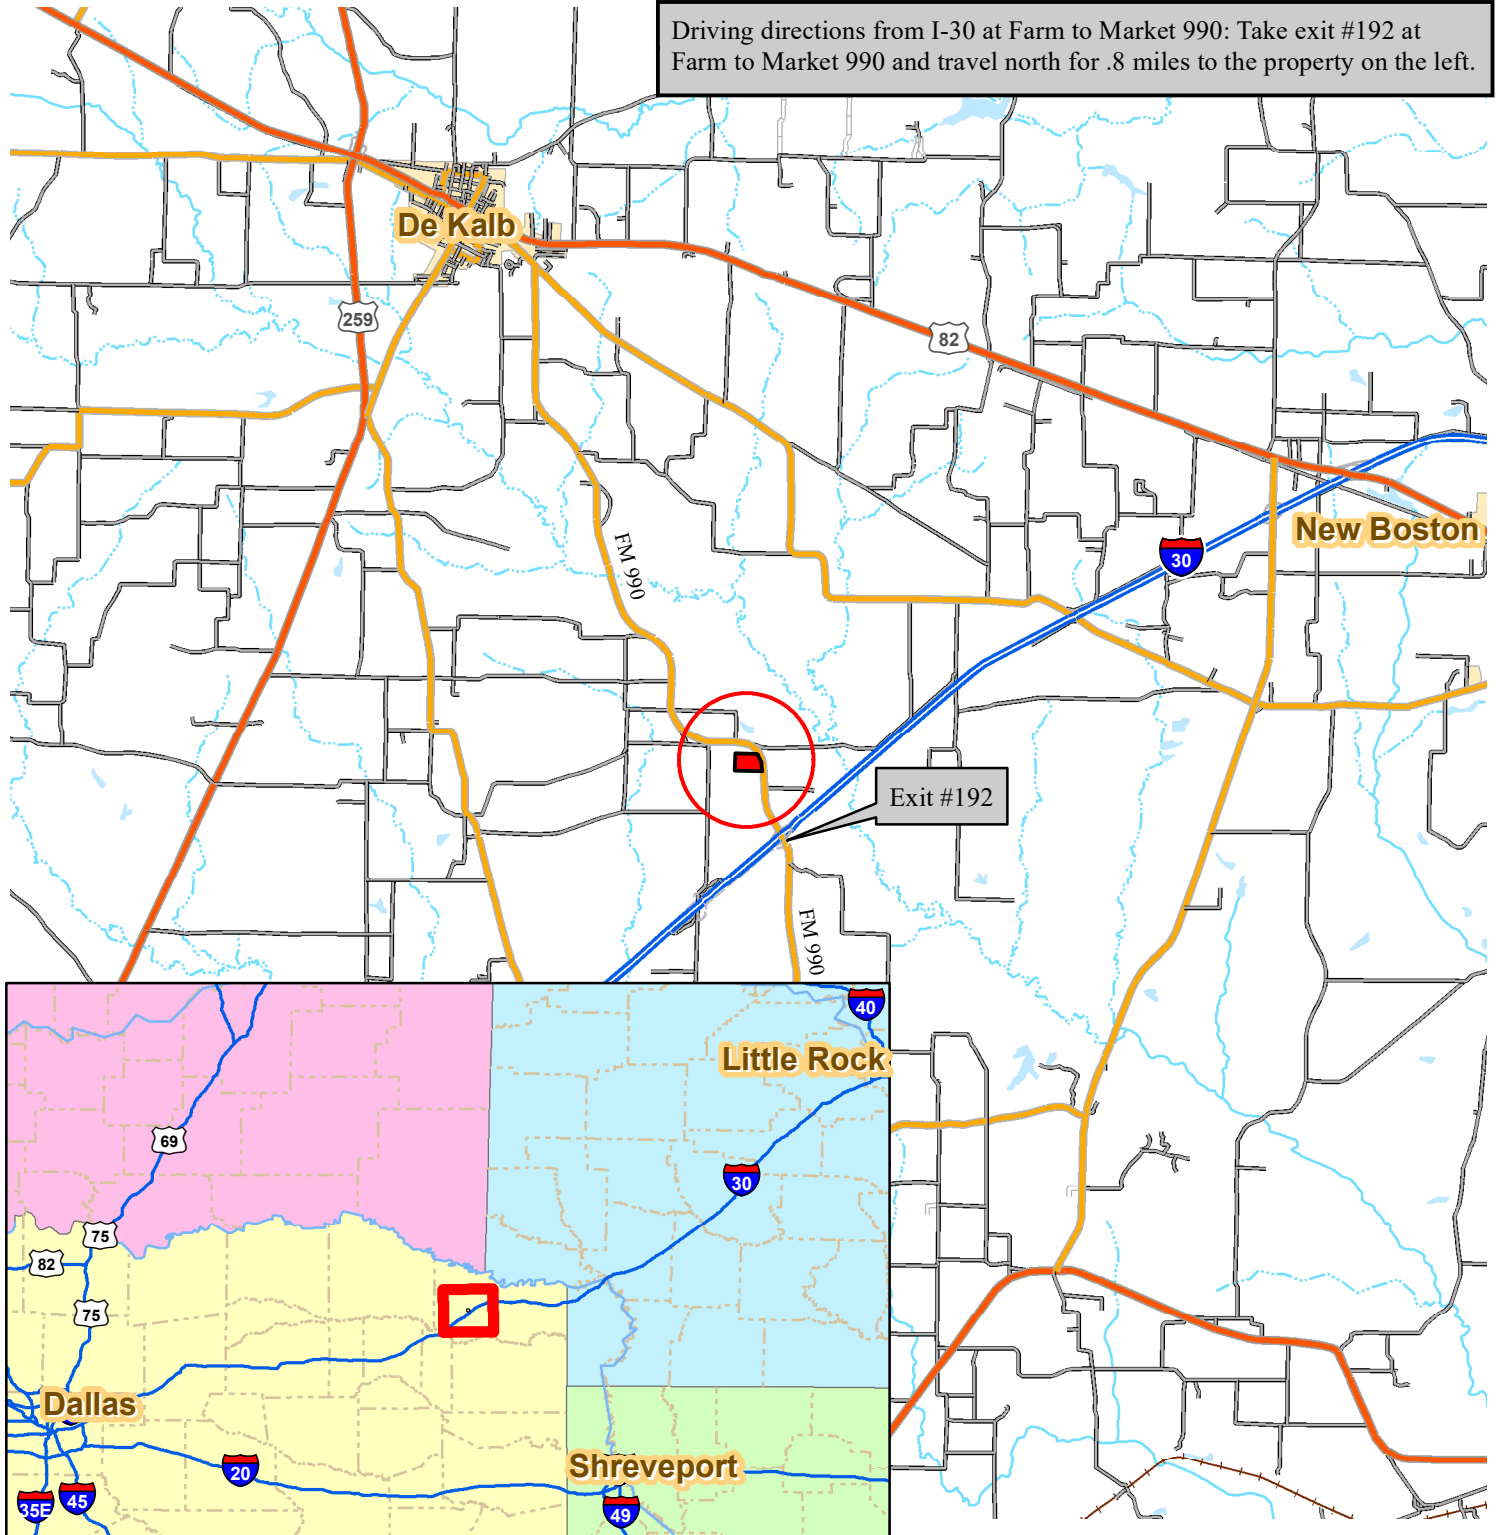 Driving directions from I-30 at Farm to Market 990: Take exit #192 at
Farm to Market 990 and travel north for .8 miles to the property on the left.
De Kalb
259
82
New Boston
30
FM 990
Exit #192
FM 990
40
Little Rock
69
30
75
82
75
Dallas
20
Shreveport
35E
45
49